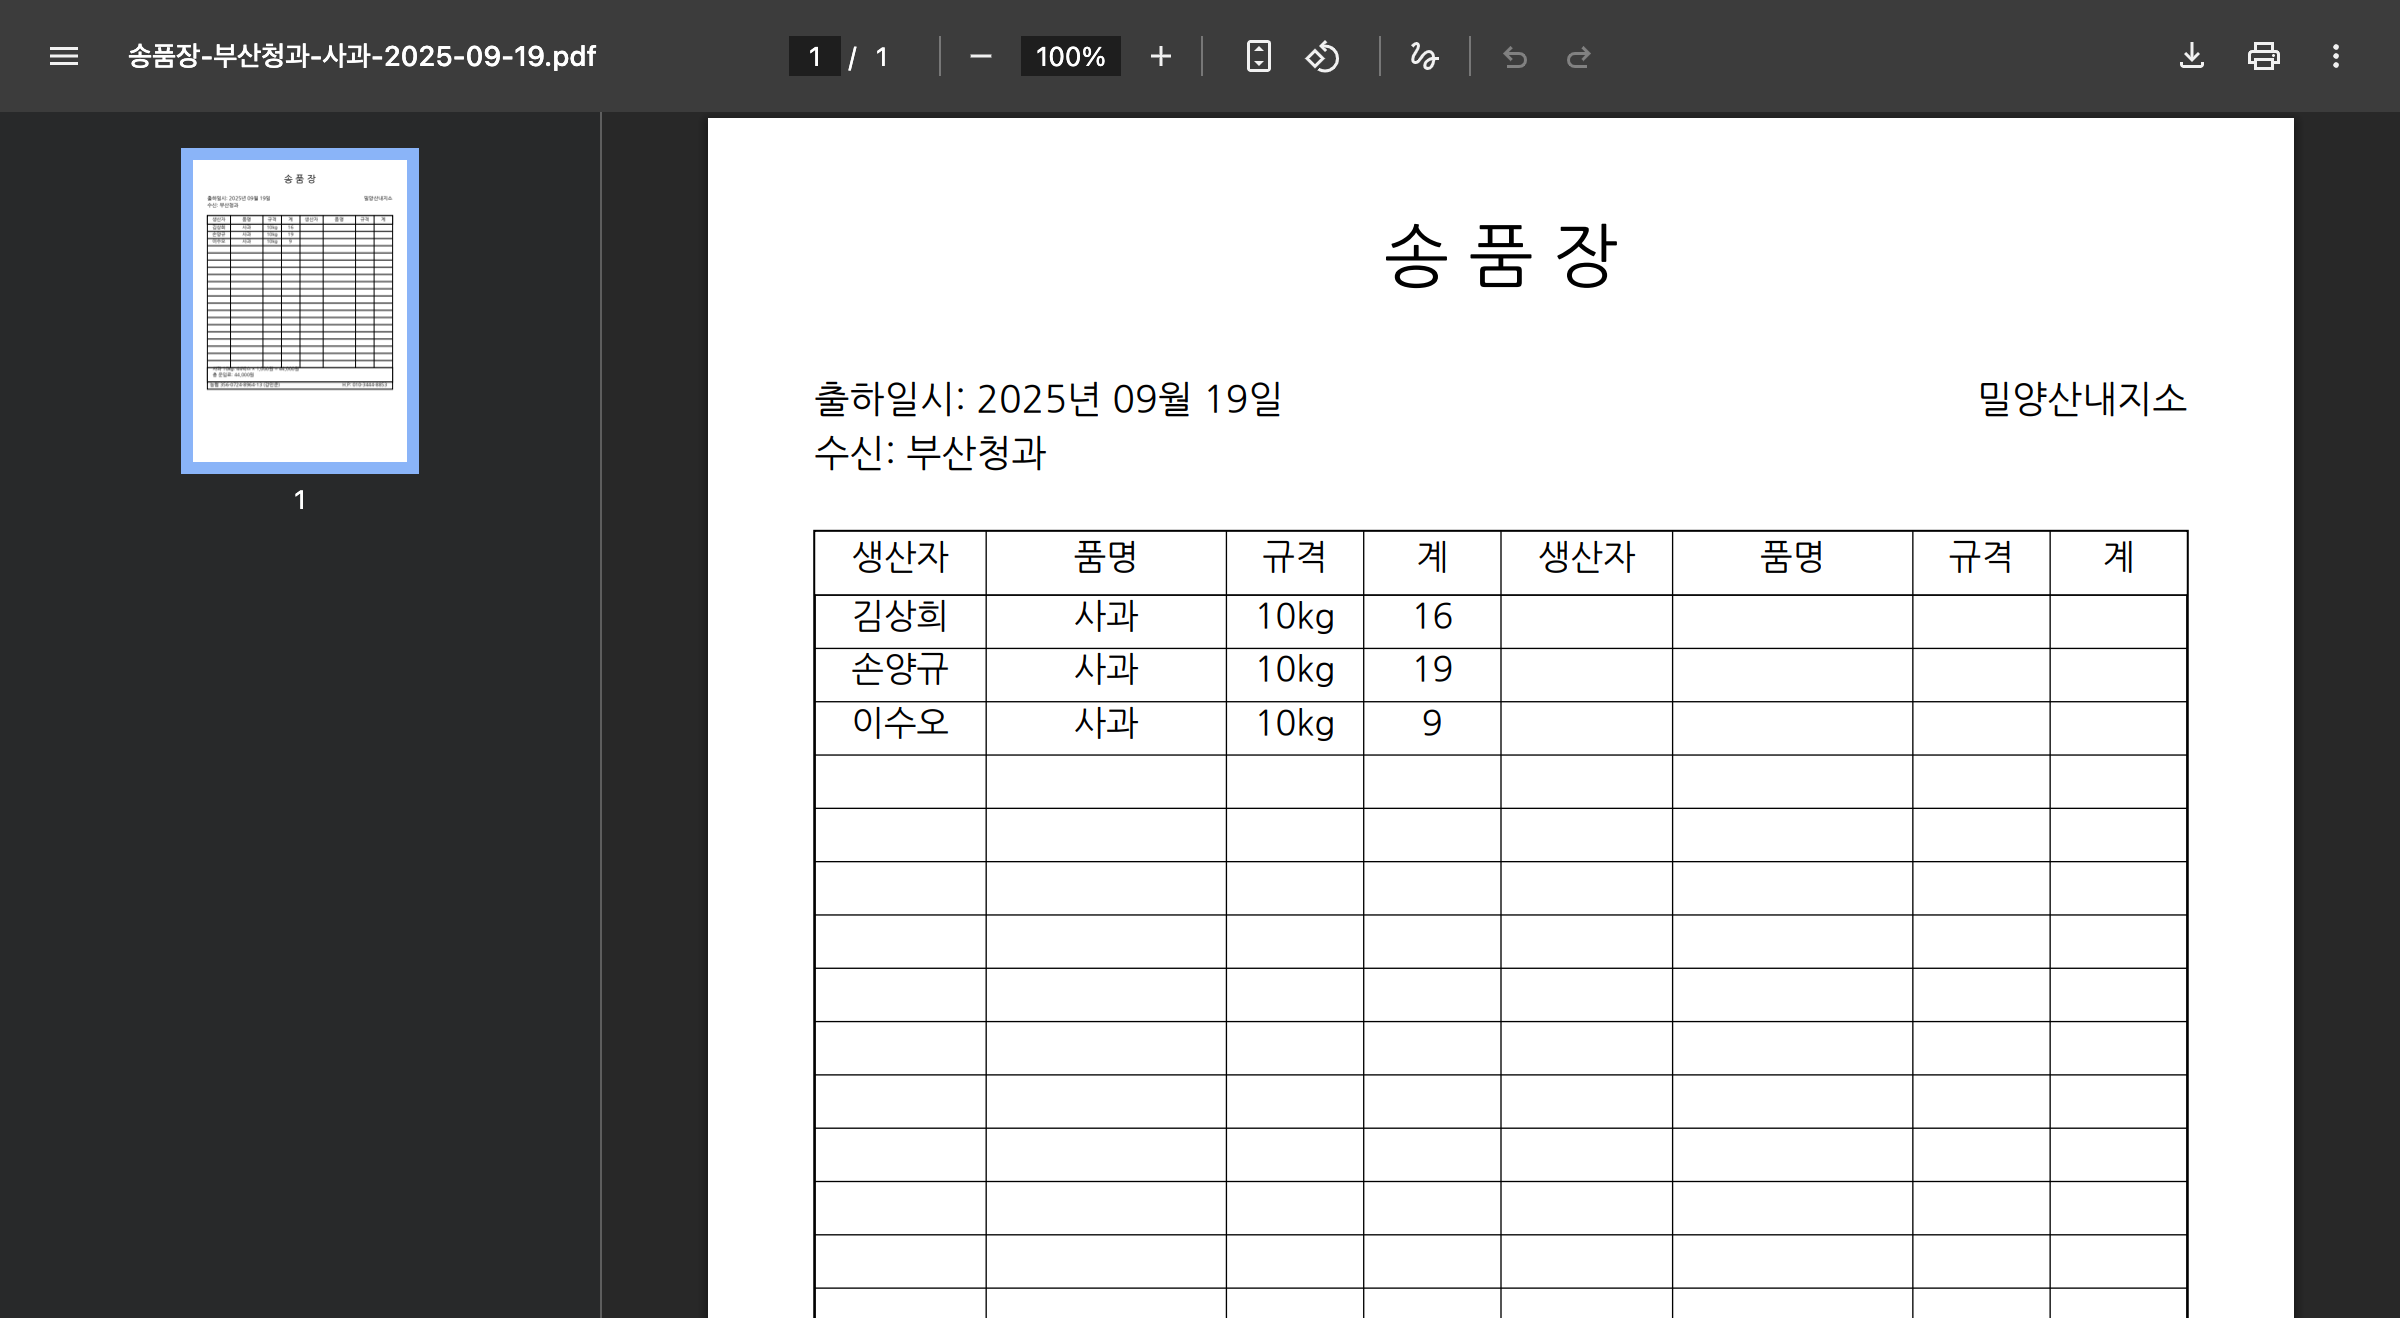 송품장-부산청과-사과-2025-09-19.pdf
1 / 1
100%
1
송 품 장
출하일시: 2025년 09월 19일 밀양산내지소
수신: 부산청과
생산자 품명 규격 계 생산자 품명 규격 계
김상희 사과 10kg 16
손양규 사과 10kg 19
이수오 사과 10kg 9